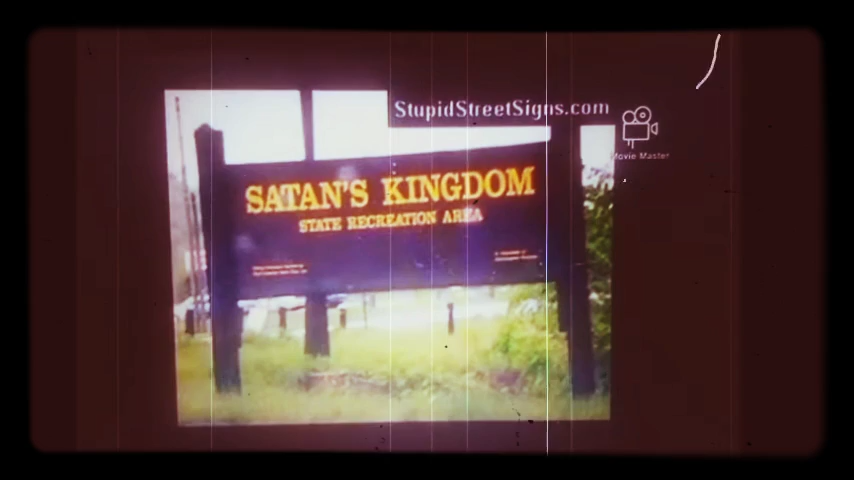 StupidStreetSigns.com
Movie Master
SATAN'S KINGDOM
STATE RECREATION AREA